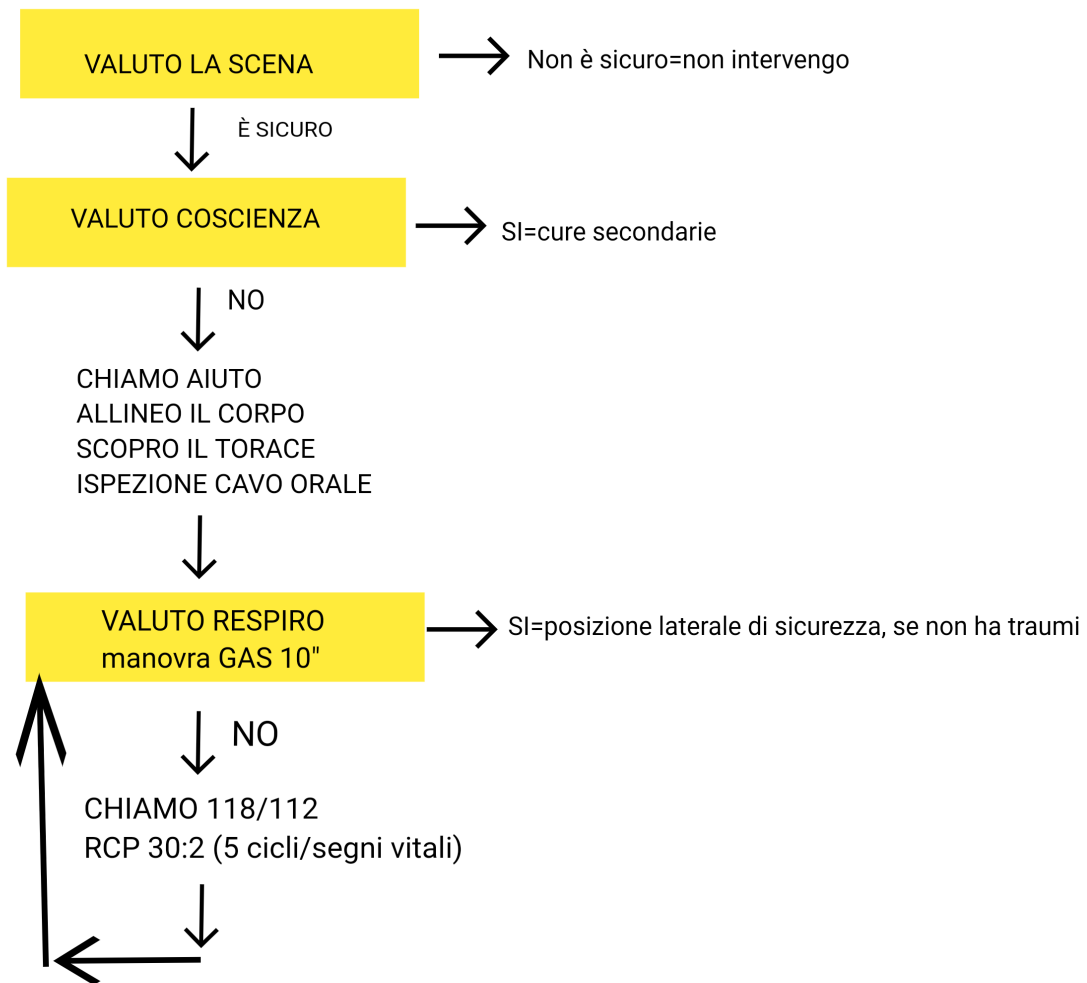 VALUTO LA SCENA
Non è sicuro=non intervengo
È SICURO
VALUTO COSCIENZA
SI=cure secondarie
NO
CHIAMO AIUTO
ALLINEO IL CORPO
SCOPRO IL TORACE
ISPEZIONE CAVO ORALE
VALUTO RESPIRO
manovra GAS 10"
SI=posizione laterale di sicurezza, se non ha traumi
NO
CHIAMO 118/112
RCP 30:2 (5 cicli/segni vitali)